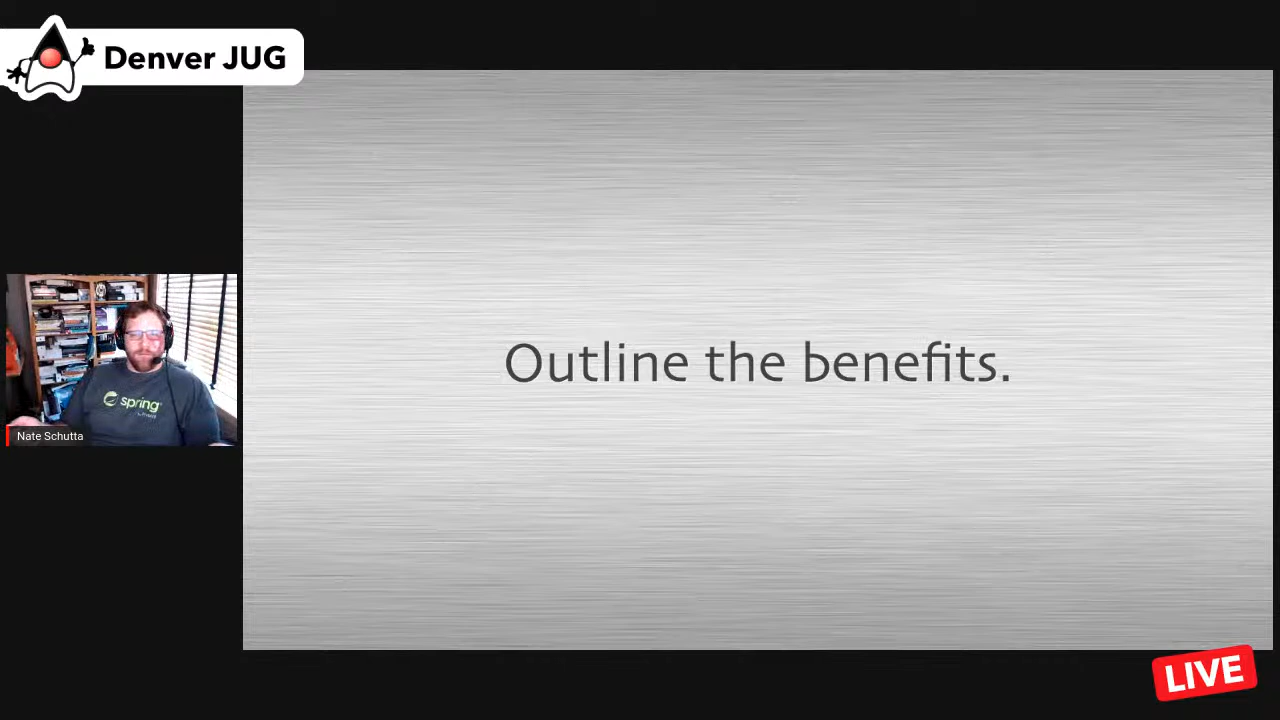 Denver JUG
Outline the benefits.
spring
Nate Schutta
LIVE